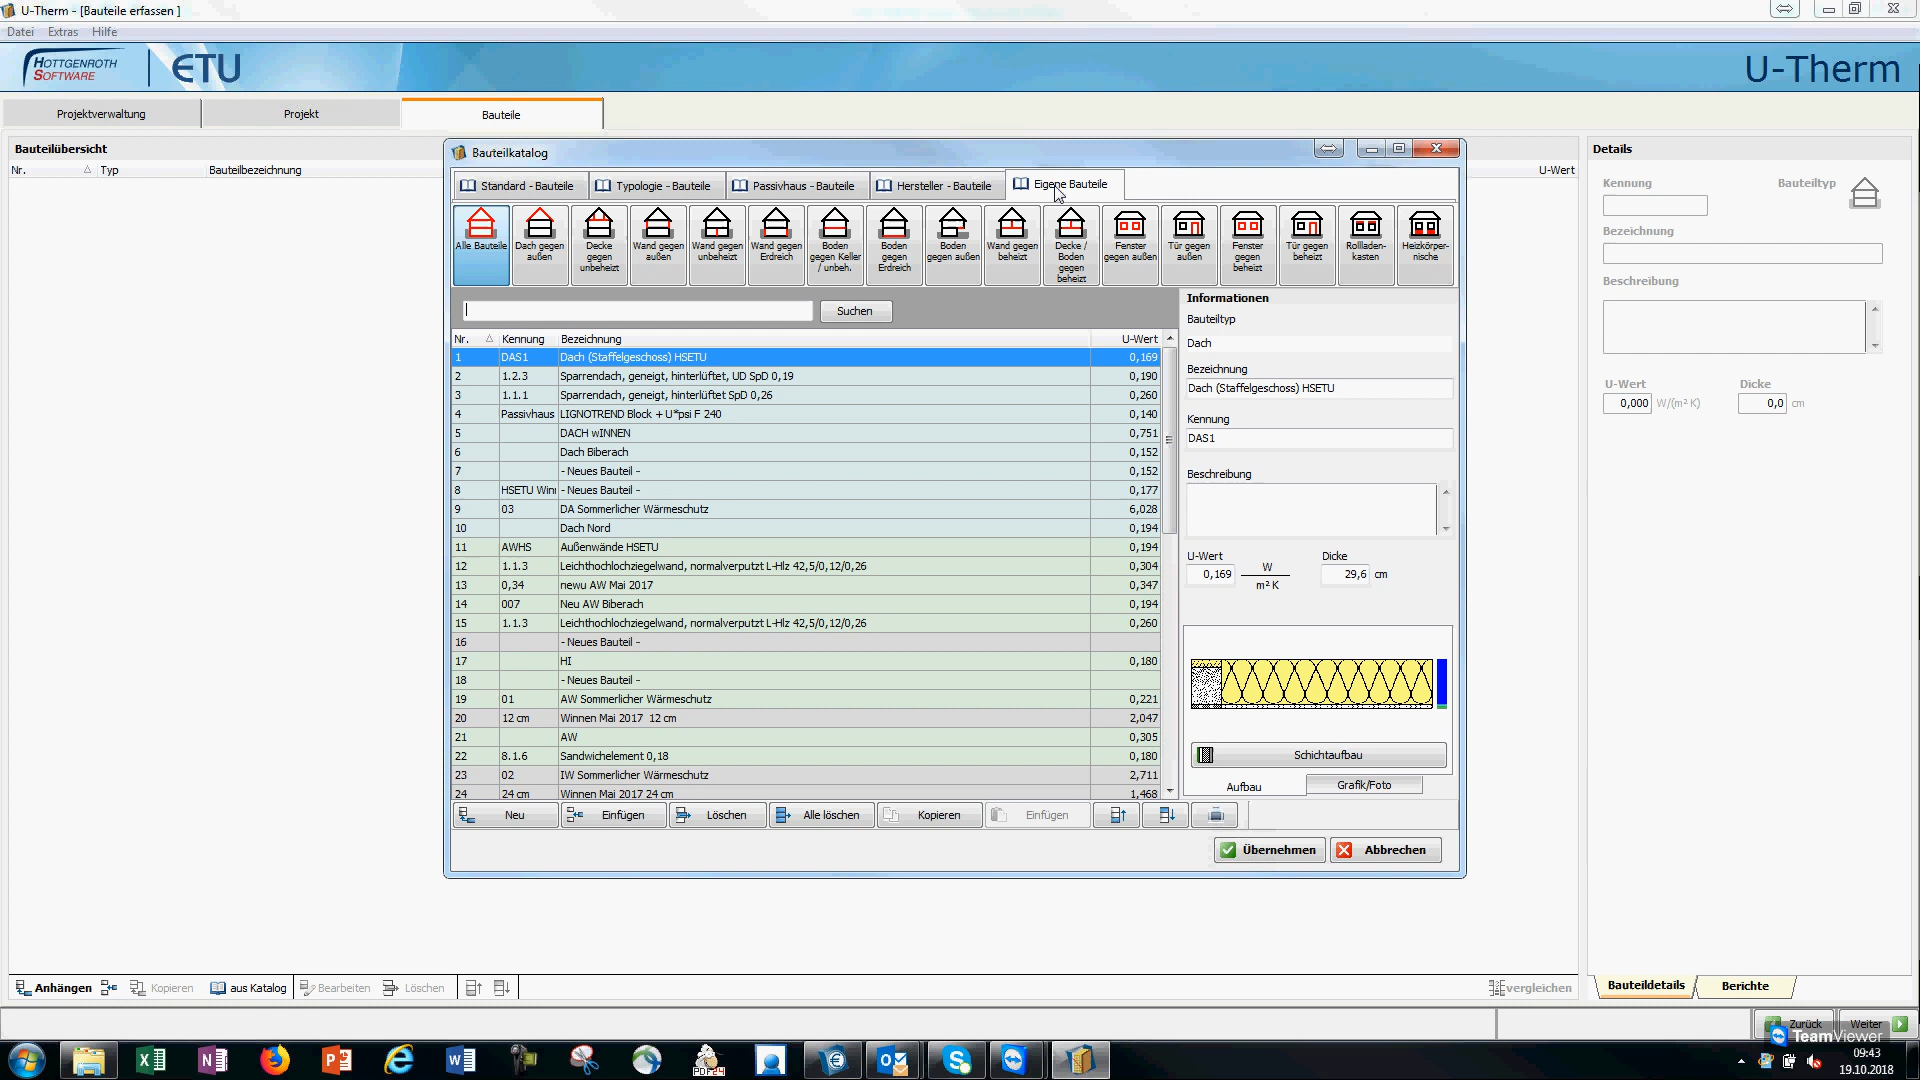 U-Therm - [Bauteile erfassen ]
Datei Extras Hilfe
HOTTGENROTH SOFTWARE ETU
U-Therm
Projektverwaltung Projekt Bauteile
Bauteilübersicht
Nr. Typ Bauteilbezeichnung U-Wert
Bauteilkatalog
Standard - Bauteile Typologie - Bauteile Passivhaus - Bauteile Hersteller - Bauteile Eigene Bauteile
Alle Bauteile
Dach gegen außen
Decke gegen unbeheizt
Wand gegen außen
Wand gegen unbeheizt
Wand gegen Erdreich
Boden gegen Keller / unbeh.
Boden gegen Erdreich
Boden gegen außen
Wand gegen beheizt
Decke / Boden gegen beheizt
Fenster gegen außen
Tür gegen außen
Fenster gegen beheizt
Tür gegen beheizt
Rollladen-kasten
Heizkörper-nische
Suchen
Nr. Kennung Bezeichnung U-Wert
1 DAS1 Dach (Staffelgeschoss) HSETU 0,169
2 1.2.3 Sparrendach, geneigt, hinterlüftet, UD SpD 0,19 0,190
3 1.1.1 Sparrendach, geneigt, hinterlüftet SpD 0,26 0,260
4 Passivhaus LIGNOTREND Block + U*psi F 240 0,140
5 DACH wINNEN 0,751
6 Dach Biberach 0,152
7 - Neues Bauteil - 0,152
8 HSETU Win - Neues Bauteil - 0,177
9 03 DA Sommerlicher Wärmeschutz 6,028
10 Dach Nord 0,194
11 AWHS Außenwände HSETU 0,194
12 1.1.3 Leichthochlochziegelwand, normalverputzt L-Hlz 42,5/0,12/0,26 0,304
13 0,34 newu AW Mai 2017 0,347
14 007 Neu AW Biberach 0,194
15 1.1.3 Leichthochlochziegelwand, normalverputzt L-Hlz 42,5/0,12/0,26 0,260
16 - Neues Bauteil -
17 HI 0,180
18 - Neues Bauteil -
19 01 AW Sommerlicher Wärmeschutz 0,221
20 12 cm Winnen Mai 2017 12 cm 2,047
21 AW 0,305
22 8.1.6 Sandwichelement 0,18 0,180
23 02 IW Sommerlicher Wärmeschutz 2,711
24 24 cm Winnen Mai 2017 24 cm 1,468
Informationen
Bauteiltyp
Dach
Bezeichnung
Dach (Staffelgeschoss) HSETU
Kennung
DAS1
Beschreibung
U-Wert Dicke
0,169 W 29,6 cm
m² K
Schichtaufbau
Aufbau Grafik/Foto
Neu Einfügen Löschen Alle löschen Kopieren Einfügen
Übernehmen Abbrechen
Details
Kennung Bauteiltyp
Bezeichnung
Beschreibung
U-Wert Dicke
0,000 W/(m² K) 0,0 cm
Anhängen Kopieren aus Katalog Bearbeiten Löschen vergleichen
Bauteildetails Berichte
Zurück Weiter
TeamViewer
PDF24
09:43
19.10.2018